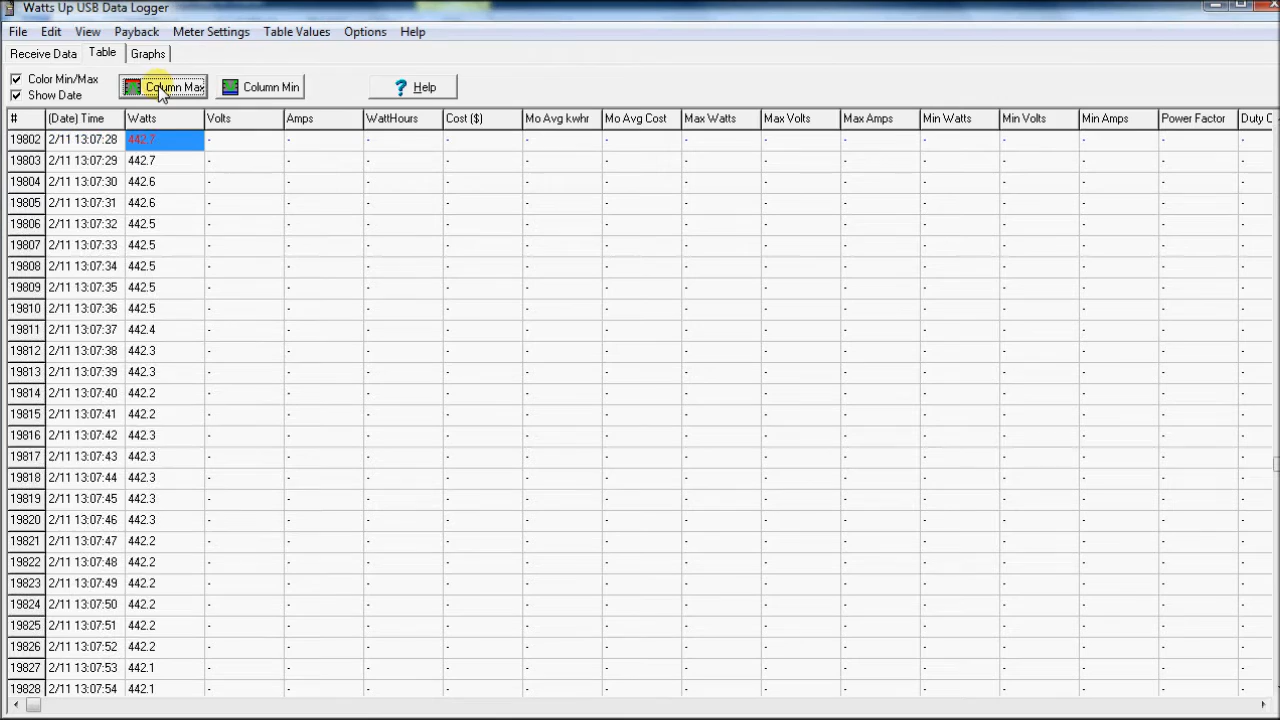 Watts Up USB Data Logger
File Edit View Payback Meter Settings Table Values Options Help
Receive Data Table Graphs
Color Min/Max Column Max Column Min Help
Show Date
# (Date) Time Watts Volts Amps WattHours Cost ($) Mo Avg kwhr Mo Avg Cost Max Watts Max Volts Max Amps Min Watts Min Volts Min Amps Power Factor Duty C
19802 2/11 13:07:28 442.7 - - - - - - - - - - - - - -
19803 2/11 13:07:29 442.7 - - - - - - - - - - - - - -
19804 2/11 13:07:30 442.6 - - - - - - - - - - - - - -
19805 2/11 13:07:31 442.6 - - - - - - - - - - - - - -
19806 2/11 13:07:32 442.5 - - - - - - - - - - - - - -
19807 2/11 13:07:33 442.5 - - - - - - - - - - - - - -
19808 2/11 13:07:34 442.5 - - - - - - - - - - - - - -
19809 2/11 13:07:35 442.5 - - - - - - - - - - - - - -
19810 2/11 13:07:36 442.5 - - - - - - - - - - - - - -
19811 2/11 13:07:37 442.4 - - - - - - - - - - - - - -
19812 2/11 13:07:38 442.3 - - - - - - - - - - - - - -
19813 2/11 13:07:39 442.3 - - - - - - - - - - - - - -
19814 2/11 13:07:40 442.2 - - - - - - - - - - - - - -
19815 2/11 13:07:41 442.2 - - - - - - - - - - - - - -
19816 2/11 13:07:42 442.3 - - - - - - - - - - - - - -
19817 2/11 13:07:43 442.3 - - - - - - - - - - - - - -
19818 2/11 13:07:44 442.3 - - - - - - - - - - - - - -
19819 2/11 13:07:45 442.3 - - - - - - - - - - - - - -
19820 2/11 13:07:46 442.3 - - - - - - - - - - - - - -
19821 2/11 13:07:47 442.2 - - - - - - - - - - - - - -
19822 2/11 13:07:48 442.2 - - - - - - - - - - - - - -
19823 2/11 13:07:49 442.2 - - - - - - - - - - - - - -
19824 2/11 13:07:50 442.2 - - - - - - - - - - - - - -
19825 2/11 13:07:51 442.2 - - - - - - - - - - - - - -
19826 2/11 13:07:52 442.2 - - - - - - - - - - - - - -
19827 2/11 13:07:53 442.1 - - - - - - - - - - - - - -
19828 2/11 13:07:54 442.1 - - - - - - - - - - - - - -